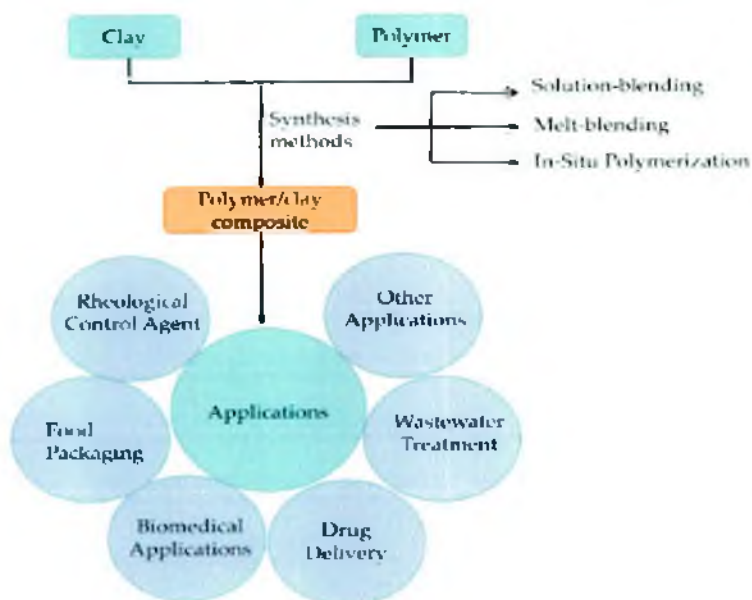 Clay
Polymer
Synthesis
methods
Solution-blending
Melt-blending
In-Situ Polymerization
Polymer/clay
composite
Rheological
Control Agent
Other
Applications
Applications
Food
Packaging
Wastewater
Treatment
Biomedical
Applications
Drug
Delivery